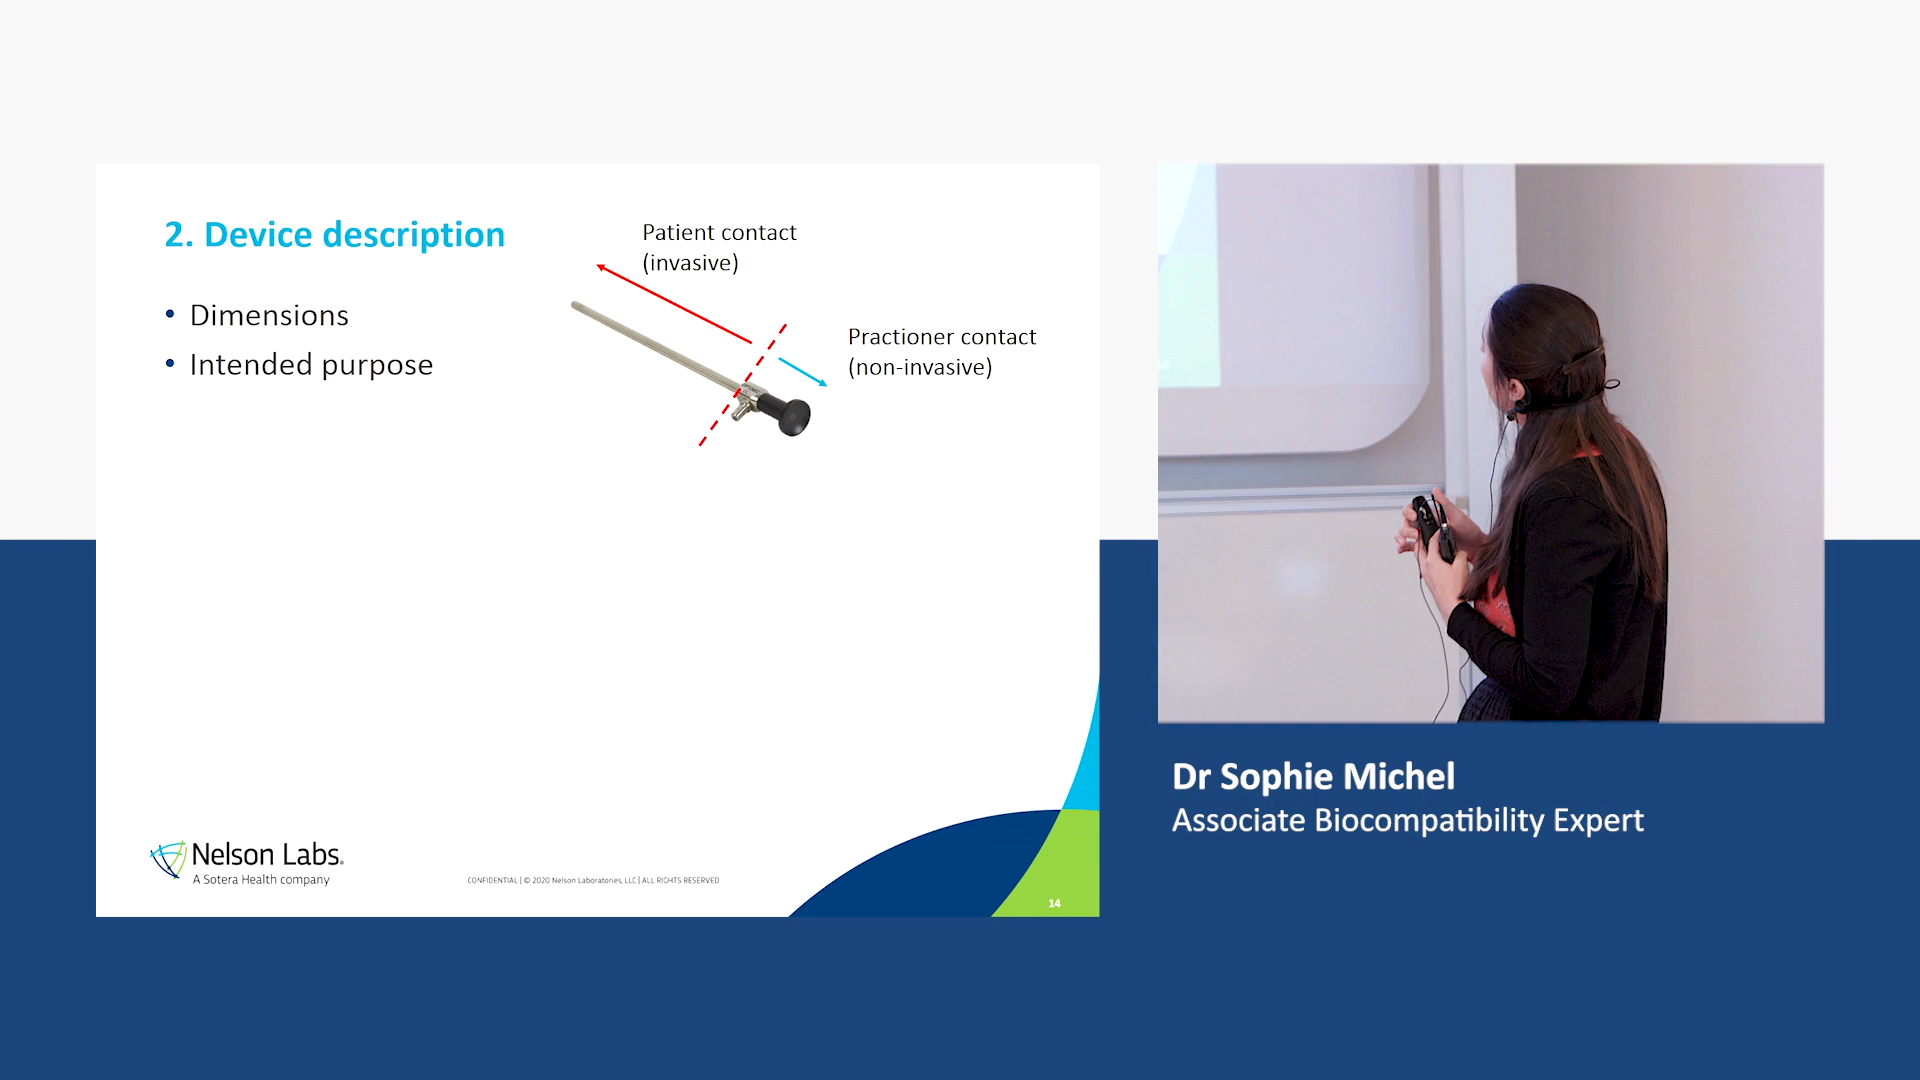 2. Device description
• Dimensions
• Intended purpose
Patient contact
(invasive)
Practioner contact
(non-invasive)
Nelson Labs.
A Sotera Health company
CONFIDENTIAL | © 2020 Nelson Laboratories, LLC | ALL RIGHTS RESERVED
14
Dr Sophie Michel
Associate Biocompatibility Expert